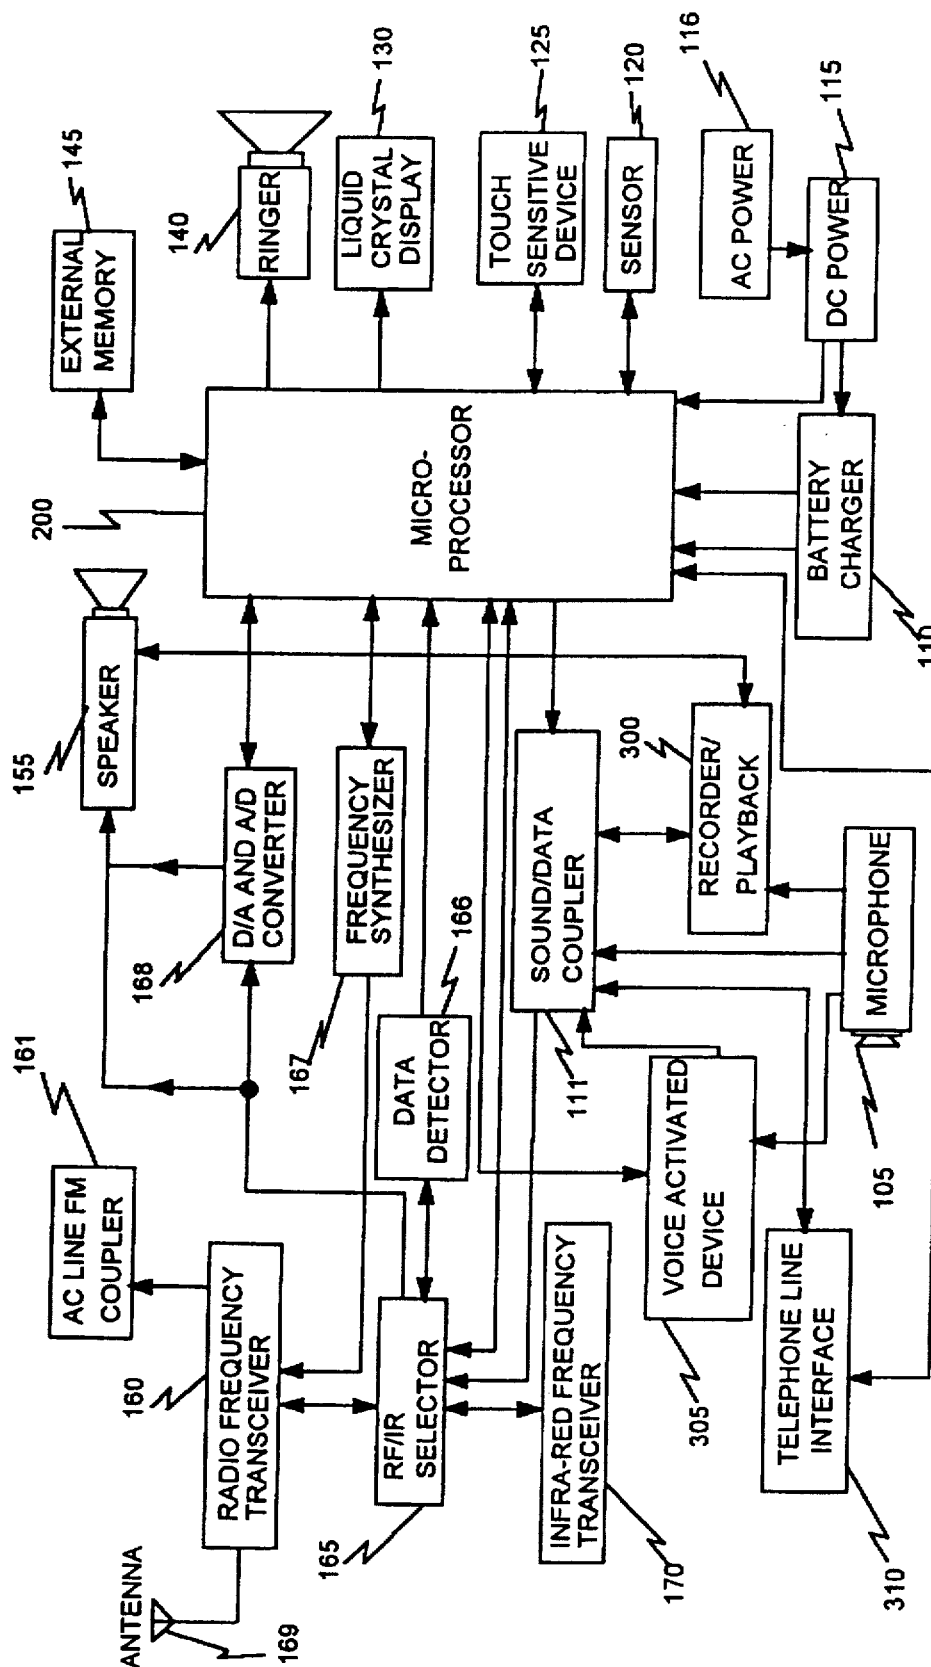 ANTENNA
169
RADIO FREQUENCY
TRANSCEIVER
160
AC LINE FM
COUPLER
161
RF/IR
SELECTOR
165
INFRA-RED FREQUENCY
TRANSCEIVER
170
DATA
DETECTOR
166
FREQUENCY
SYNTHESIZER
167
D/A AND A/D
CONVERTER
168
SPEAKER
155
VOICE ACTIVATED
DEVICE
305
TELEPHONE LINE
INTERFACE
310
SOUND/DATA
COUPLER
111
RECORDER/
PLAYBACK
300
MICROPHONE
105
MICRO-
PROCESSOR
200
EXTERNAL
MEMORY
145
RINGER
140
LIQUID
CRYSTAL
DISPLAY
130
TOUCH
SENSITIVE
DEVICE
125
SENSOR
120
AC POWER
116
DC POWER
115
BATTERY
CHARGER
110